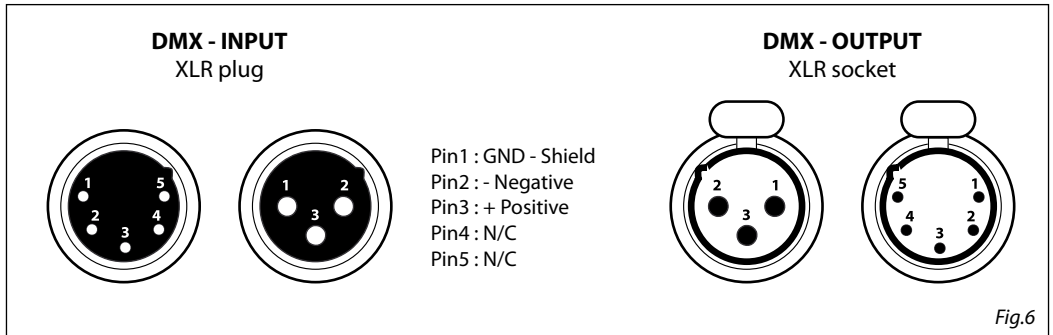 DMX - INPUT
XLR plug
1 5
2 4
3
1 2
3
Pin1 : GND - Shield
Pin2 : - Negative
Pin3 : + Positive
Pin4 : N/C
Pin5 : N/C
DMX - OUTPUT
XLR socket
2 1
3
5 1
4 2
3
Fig.6